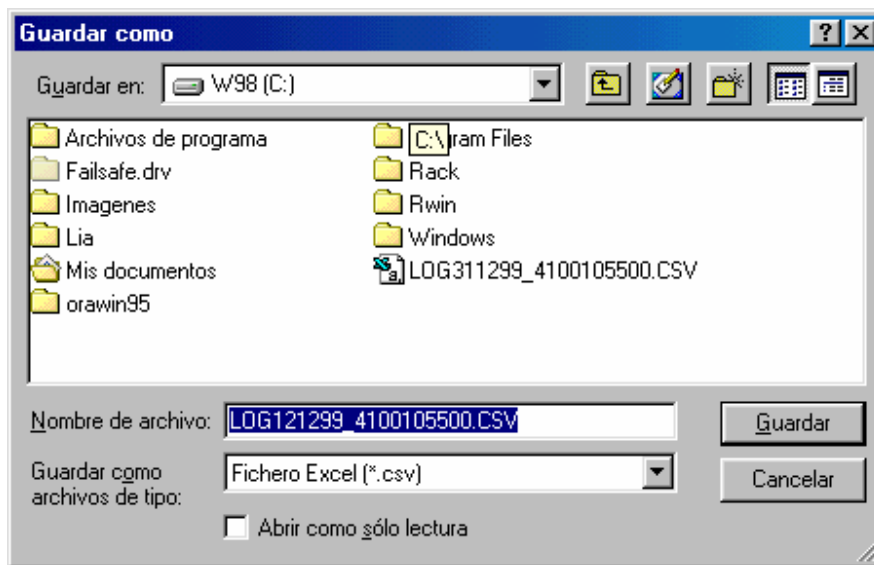 Guardar como
Guardar en: W98 (C:)
Archivos de programa
Failsafe.drv
Imagenes
Lia
Mis documentos
orawin95
C:\ram Files
Rack
Rwin
Windows
LOG311299_4100105500.CSV
Nombre de archivo: LOG121299_4100105500.CSV
Guardar
Guardar como
archivos de tipo: Fichero Excel (*.csv)
Cancelar
Abrir como sólo lectura